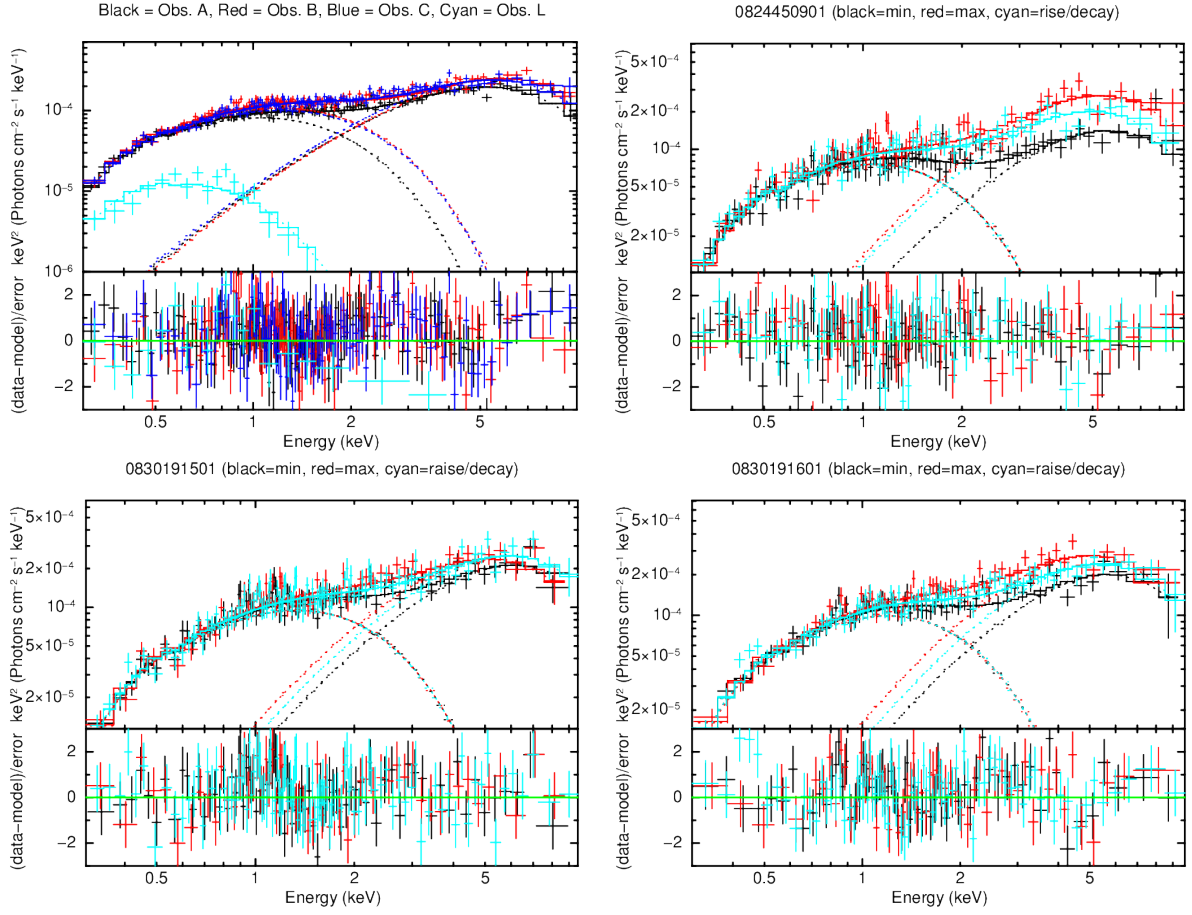 Black = Obs. A, Red = Obs. B, Blue = Obs. C, Cyan = Obs. L
keV² (Photons cm⁻² s⁻¹ keV⁻¹)
10⁻⁴
10⁻⁵
10⁻⁶
(data−model)/error
2
0
−2
0.5 1 2 5
Energy (keV)
0824450901 (black=min, red=max, cyan=rise/decay)
keV² (Photons cm⁻² s⁻¹ keV⁻¹)
5×10⁻⁴
2×10⁻⁴
10⁻⁴
5×10⁻⁵
2×10⁻⁵
(data−model)/error
2
0
−2
0.5 1 2 5
Energy (keV)
0830191501 (black=min, red=max, cyan=raise/decay)
keV² (Photons cm⁻² s⁻¹ keV⁻¹)
5×10⁻⁴
2×10⁻⁴
10⁻⁴
5×10⁻⁵
2×10⁻⁵
(data−model)/error
2
0
−2
0.5 1 2 5
Energy (keV)
0830191601 (black=min, red=max, cyan=raise/decay)
keV² (Photons cm⁻² s⁻¹ keV⁻¹)
5×10⁻⁴
2×10⁻⁴
10⁻⁴
5×10⁻⁵
2×10⁻⁵
(data−model)/error
2
0
−2
0.5 1 2 5
Energy (keV)